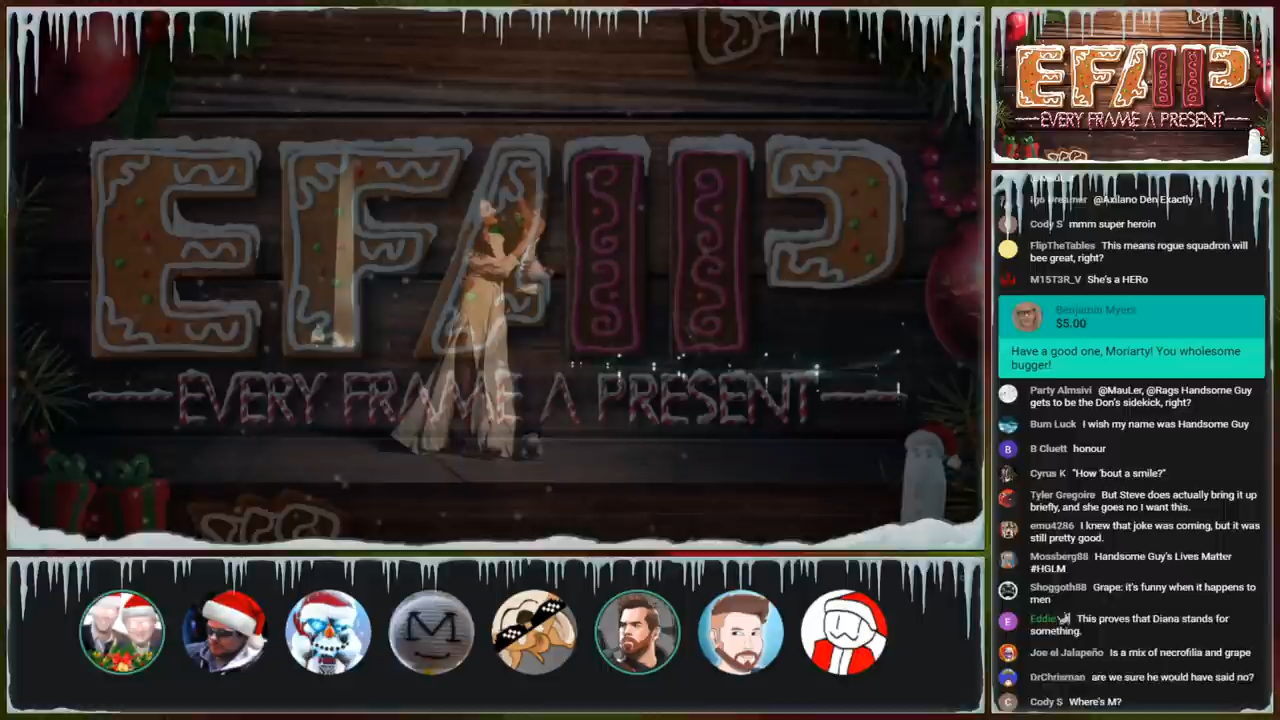 EFAIIP
EVERY FRAME A PRESENT
EFAIIP
EVERY FRAME A PRESENT
@Axilano Den Exactly
Cody S mmm super heroin
FlipTheTables This means rogue squadron will
bee great, right?
M15T3R_V She's a HERo
Benjamin Myers
$5.00
Have a good one, Moriarty! You wholesome
bugger!
Party Almsivi @MauLer, @Rags Handsome Guy
gets to be the Don's sidekick, right?
Bum Luck I wish my name was Handsome Guy
B
B Cluett honour
Cyrus K "How 'bout a smile?"
Tyler Gregoire But Steve does actually bring it up
briefly, and she goes no I want this.
emu4286 I knew that joke was coming, but it was
still pretty good.
Mossberg88 Handsome Guy's Lives Matter
#HGLM
Shoggoth88 Grape: it's funny when it happens to
men
E
Eddie This proves that Diana stands for
something.
Joe el Jalapeño Is a mix of necrofilia and grape
DrChrisman are we sure he would have said no?
C
Cody S Where's M?
M